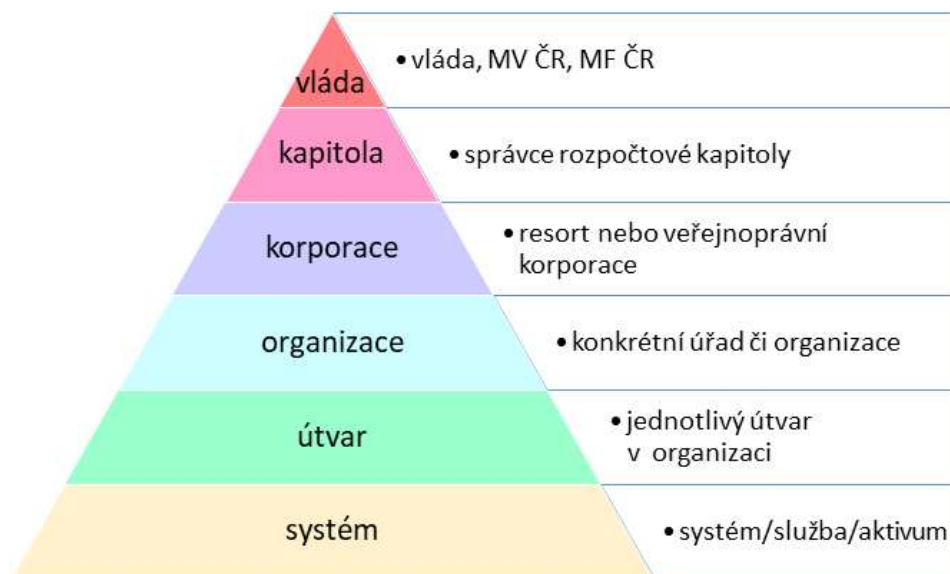 vláda
• vláda, MV ČR, MF ČR
kapitola
• správce rozpočtové kapitoly
korporace
• resort nebo veřejnoprávní
korporace
organizace
• konkrétní úřad či organizace
útvar
• jednotlivý útvar
v organizaci
systém
• systém/služba/aktivum